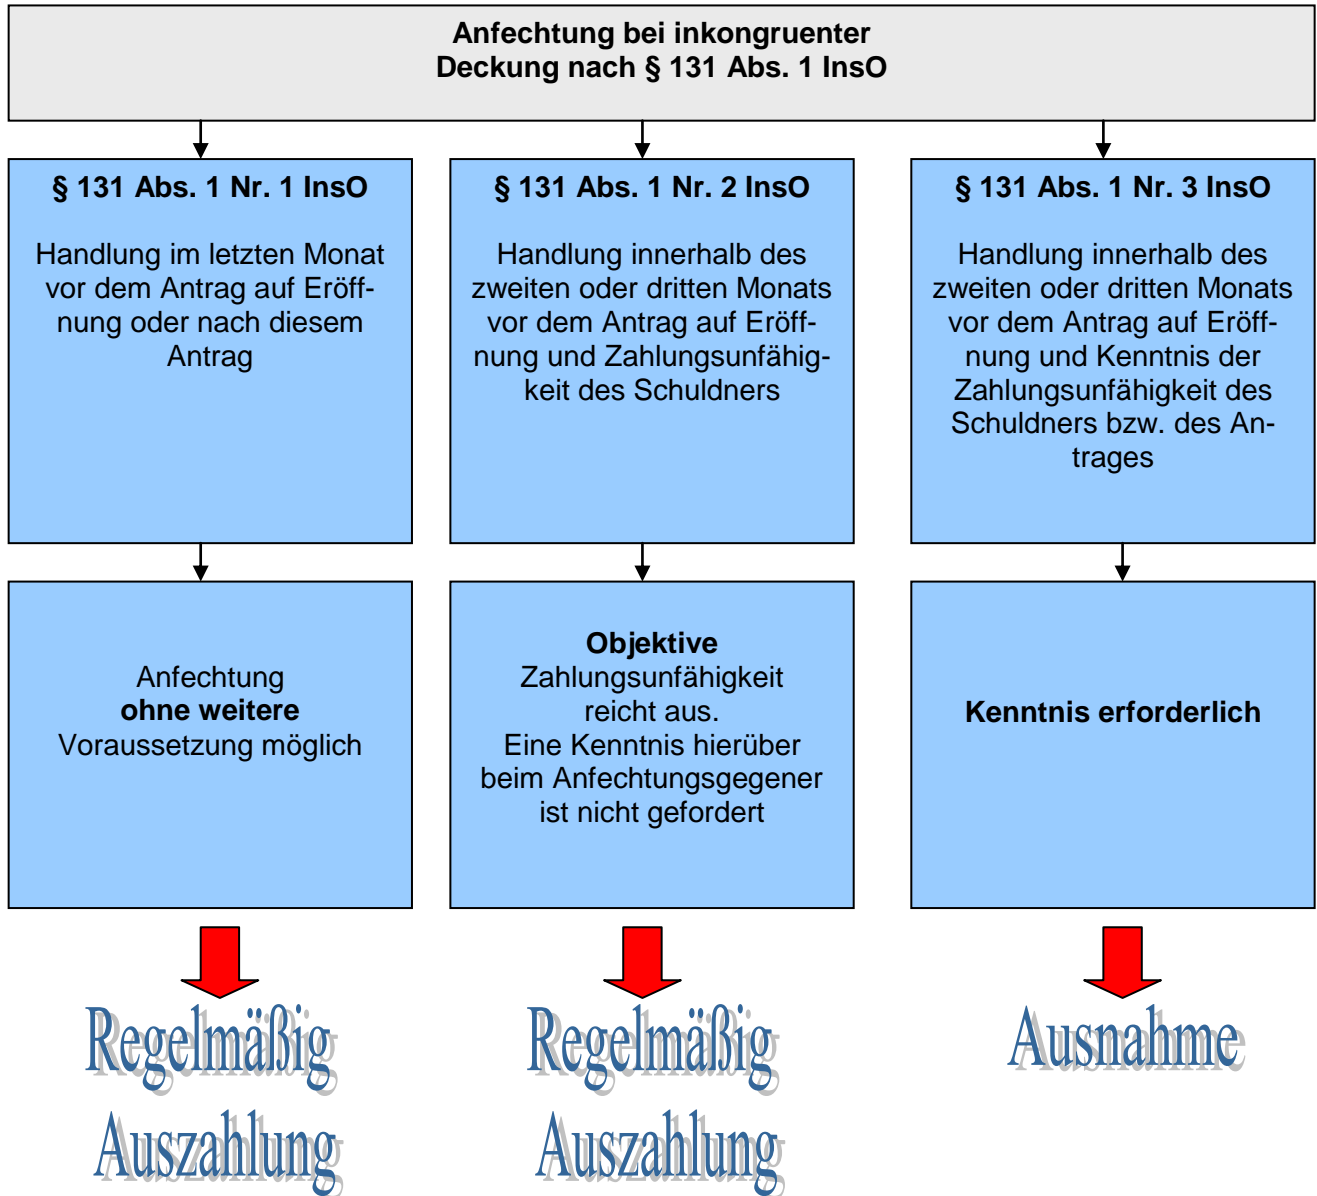 Anfechtung bei inkongruenter
Deckung nach § 131 Abs. 1 InsO
§ 131 Abs. 1 Nr. 1 InsO
Handlung im letzten Monat
vor dem Antrag auf Eröff-
nung oder nach diesem
Antrag
§ 131 Abs. 1 Nr. 2 InsO
Handlung innerhalb des
zweiten oder dritten Monats
vor dem Antrag auf Eröff-
nung und Zahlungsunfähig-
keit des Schuldners
§ 131 Abs. 1 Nr. 3 InsO
Handlung innerhalb des
zweiten oder dritten Monats
vor dem Antrag auf Eröff-
nung und Kenntnis der
Zahlungsunfähigkeit des
Schuldners bzw. des An-
trages
Anfechtung
ohne weitere
Voraussetzung möglich
Objektive
Zahlungsunfähigkeit
reicht aus.
Eine Kenntnis hierüber
beim Anfechtungsgegener
ist nicht gefordert
Kenntnis erforderlich
Regelmäßig
Auszahlung
Regelmäßig
Auszahlung
Ausnahme